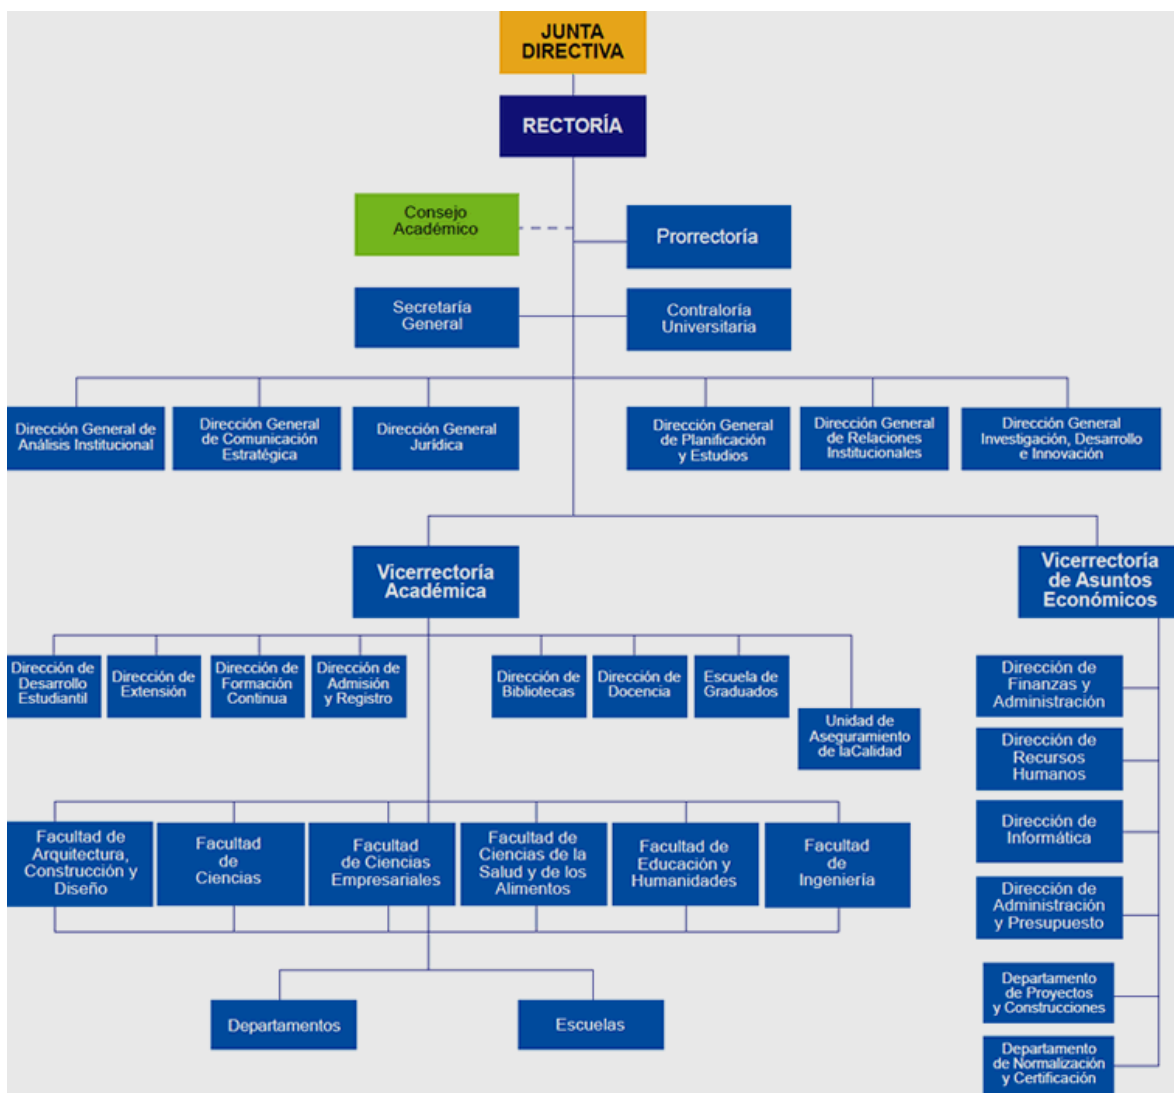 JUNTA
DIRECTIVA
RECTORÍA
Consejo
Académico
Prorrectoría
Secretaría
General
Contraloría
Universitaria
Dirección General de
Análisis Institucional
Dirección General
de Comunicación
Estratégica
Dirección General
Jurídica
Dirección General
de Planificación
y Estudios
Dirección General
de Relaciones
Institucionales
Dirección General
Investigación, Desarrollo
e Innovación
Vicerrectoría
Académica
Vicerrectoría
de Asuntos
Económicos
Dirección de
Desarrollo
Estudiantil
Dirección de
Extensión
Dirección de
Formación
Continua
Dirección de
Admisión
y Registro
Dirección de
Bibliotecas
Dirección de
Docencia
Escuela de
Graduados
Unidad de
Aseguramiento
de laCalidad
Dirección de
Finanzas y
Administración
Dirección de
Recursos
Humanos
Dirección de
Informática
Dirección de
Administración
y Presupuesto
Departamento
de Proyectos
y Construcciones
Departamento
de Normalización
y Certificación
Facultad de
Arquitectura,
Construcción y
Diseño
Facultad
de
Ciencias
Facultad
de Ciencias
Empresariales
Facultad de
Ciencias de la
Salud y de los
Alimentos
Facultad de
Educación y
Humanidades
Facultad
de
Ingeniería
Departamentos
Escuelas